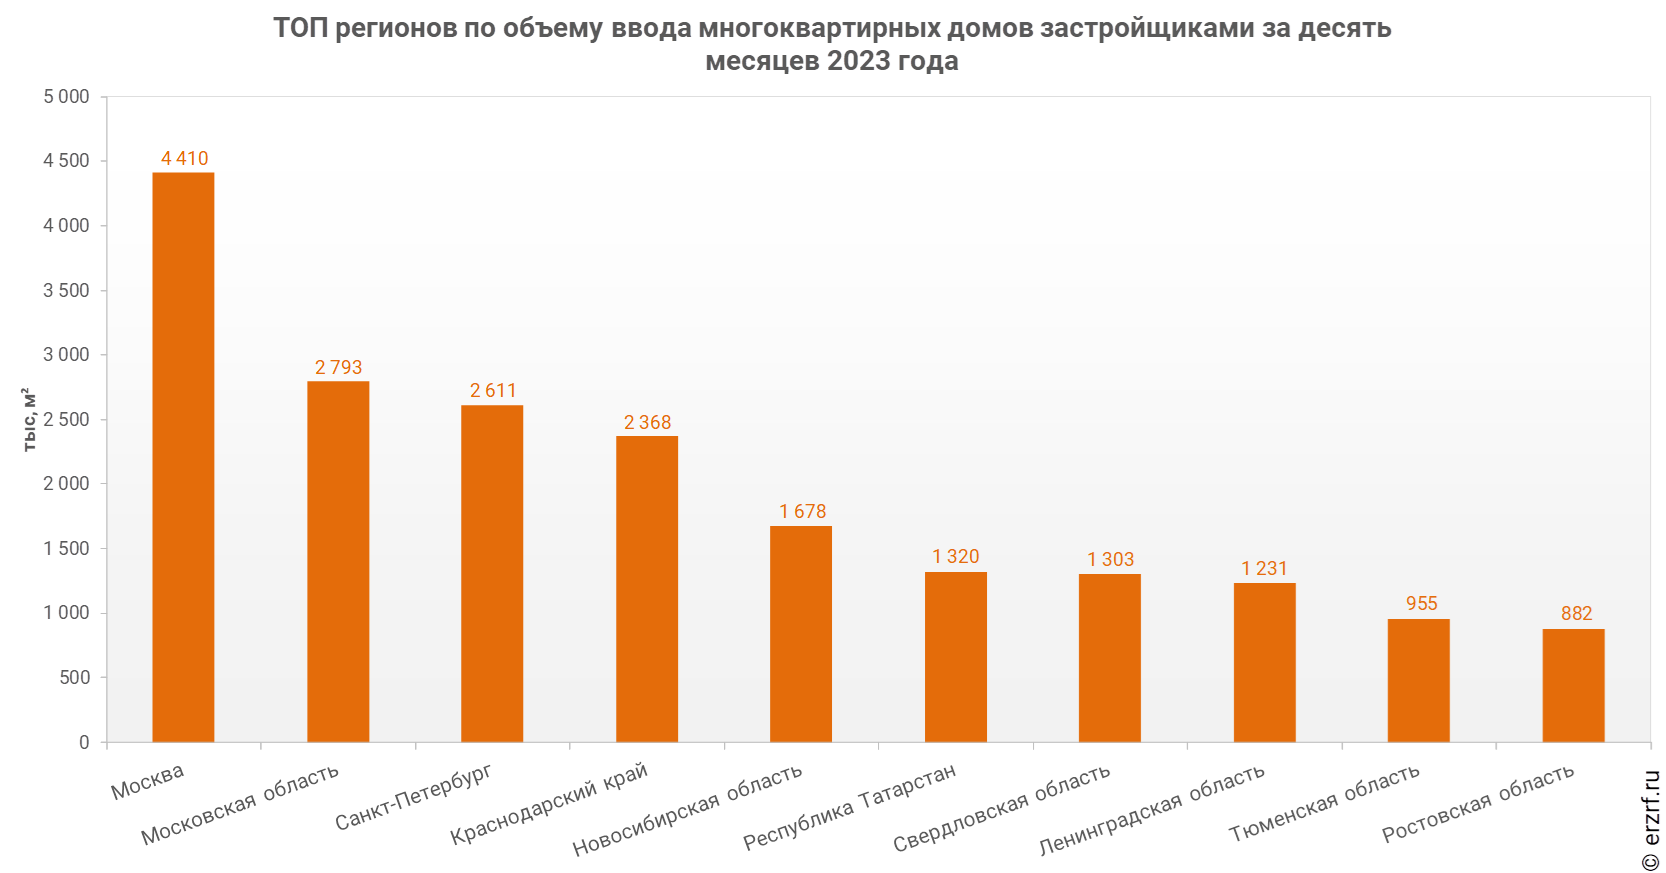 ТОП регионов по объему ввода многоквартирных домов застройщиками за десять
месяцев 2023 года
тыс, м²
5 000
4 500
4 000
3 500
3 000
2 500
2 000
1 500
1 000
500
0
4 410
2 793
2 611
2 368
1 678
1 320
1 303
1 231
955
882
Москва
Московская область
Санкт-Петербург
Краснодарский край
Новосибирская область
Республика Татарстан
Свердловская область
Ленинградская область
Тюменская область
Ростовская область
© erzrf.ru